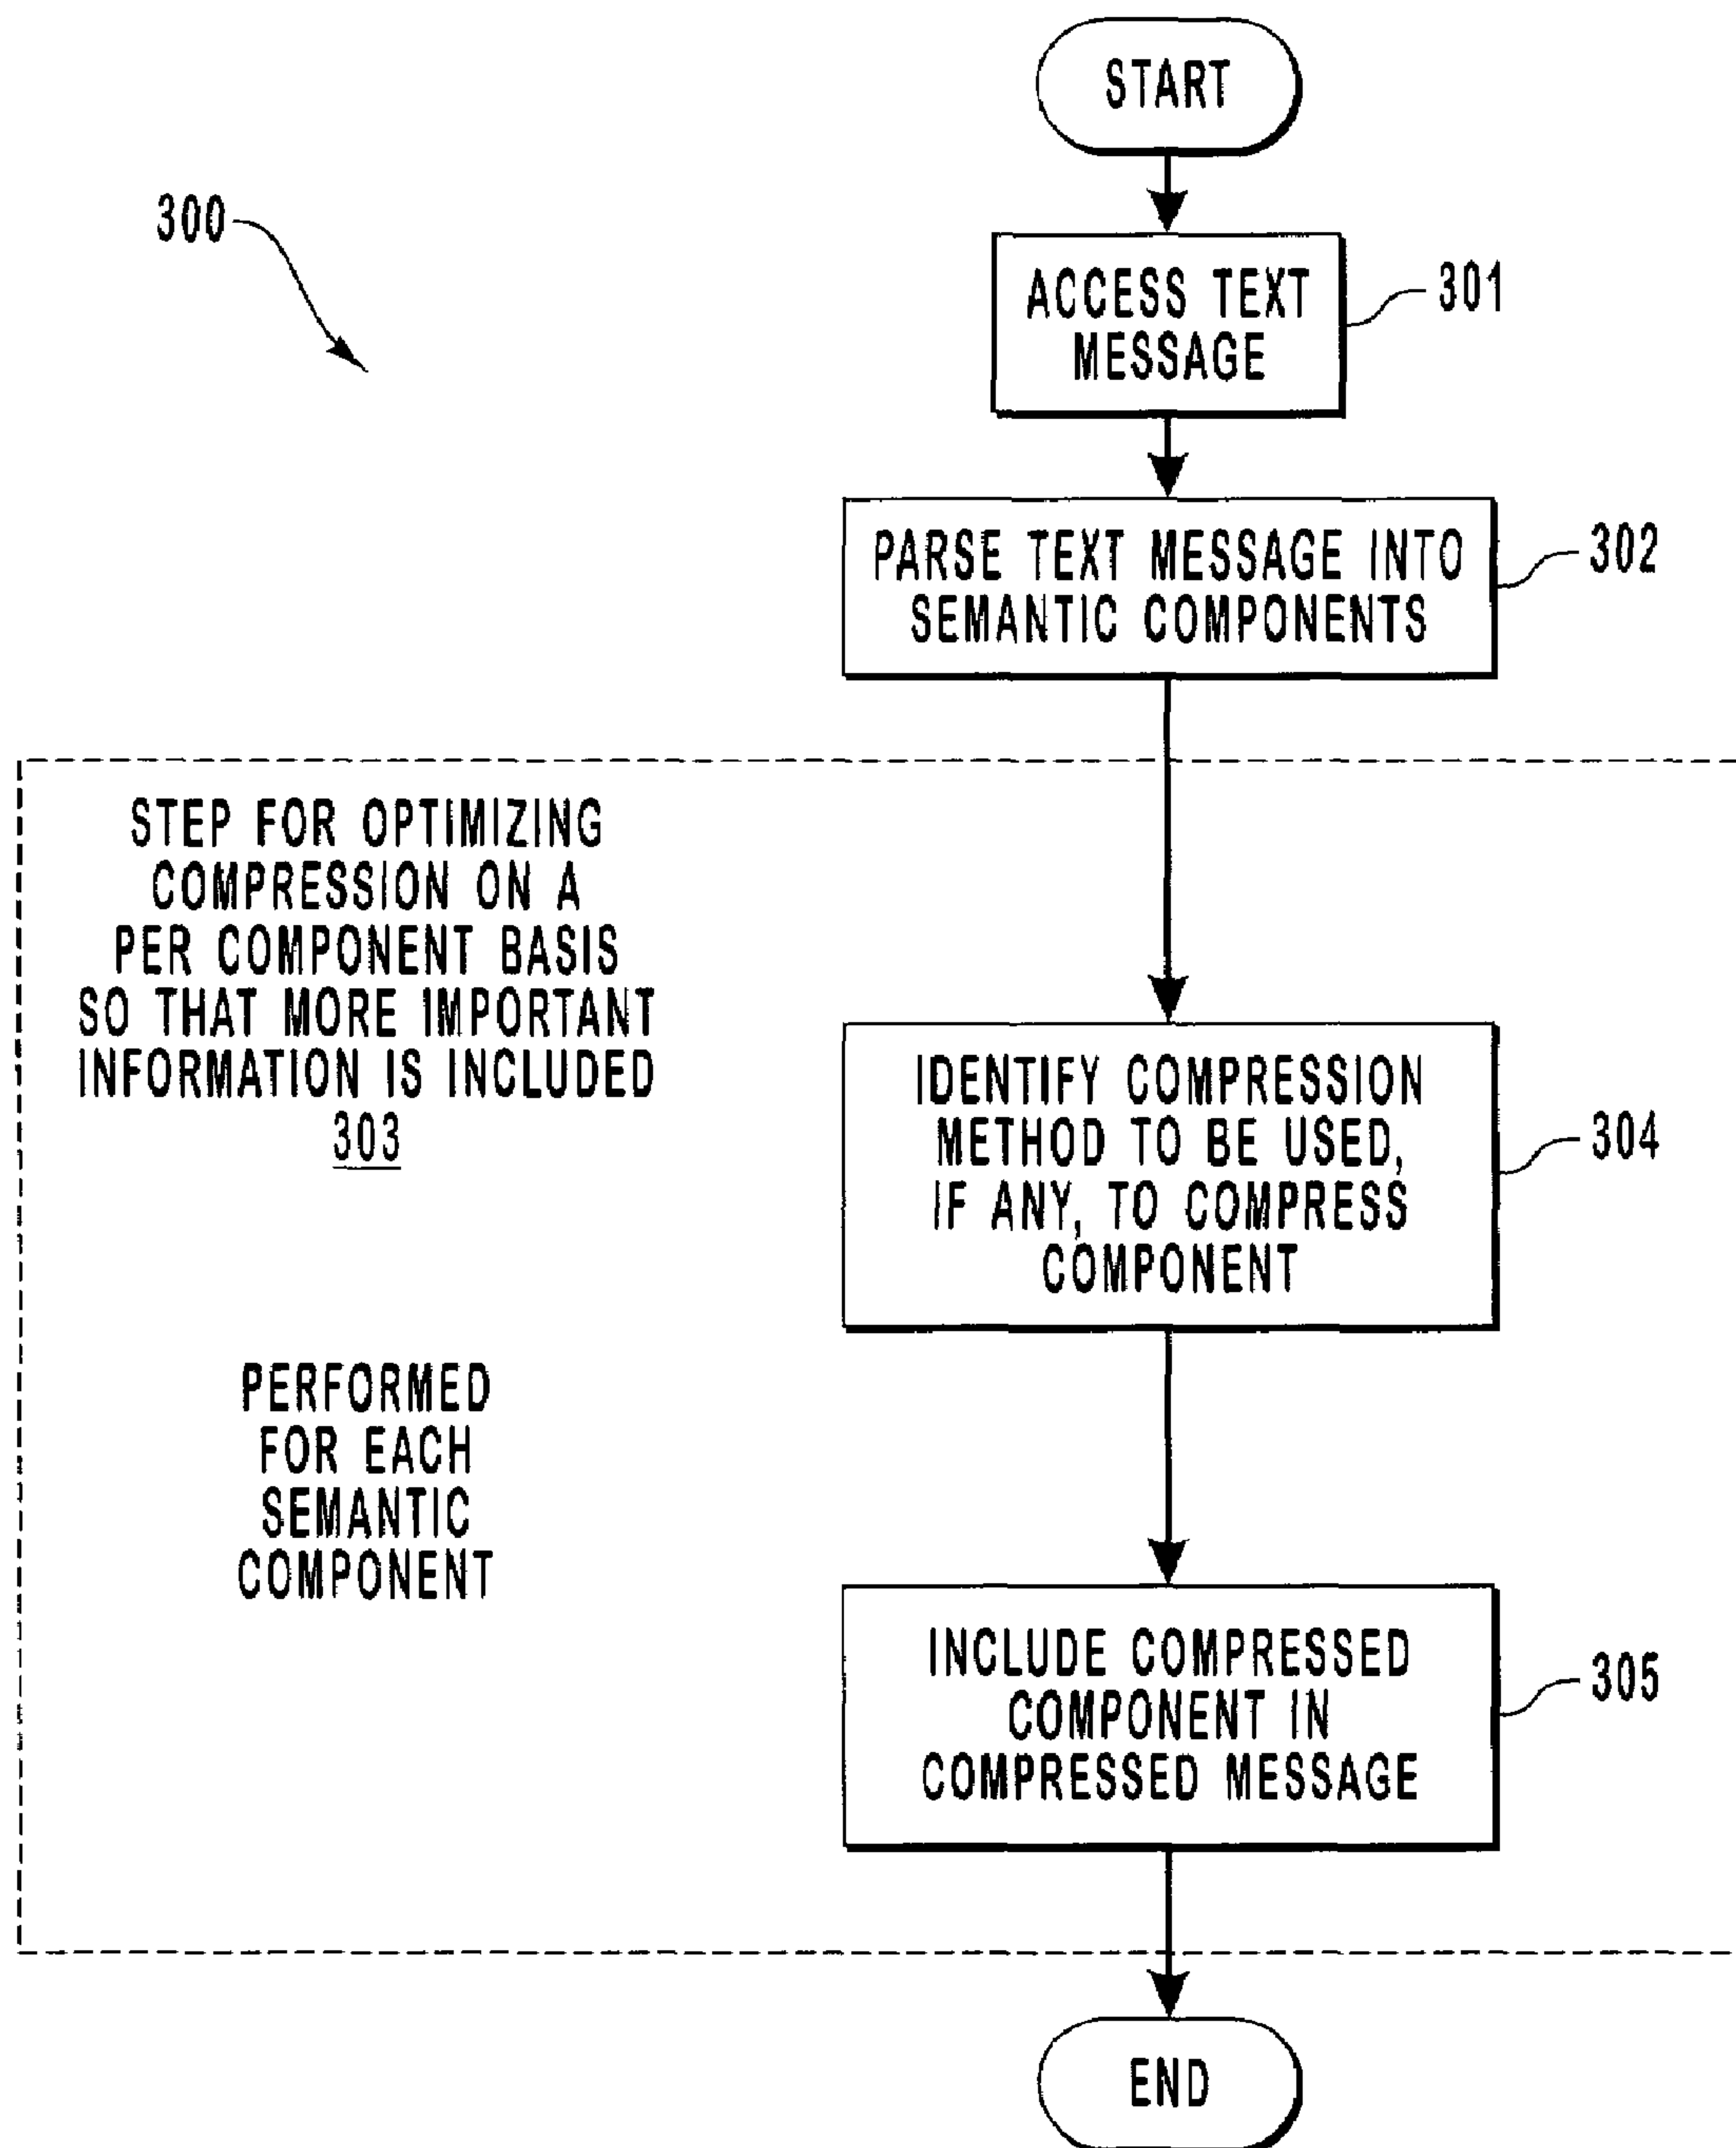 START
300
ACCESS TEXT
MESSAGE
301
PARSE TEXT MESSAGE INTO
SEMANTIC COMPONENTS
302
STEP FOR OPTIMIZING
COMPRESSION ON A
PER COMPONENT BASIS
SO THAT MORE IMPORTANT
INFORMATION IS INCLUDED
303
IDENTIFY COMPRESSION
METHOD TO BE USED,
IF ANY, TO COMPRESS
COMPONENT
304
PERFORMED
FOR EACH
SEMANTIC
COMPONENT
INCLUDE COMPRESSED
COMPONENT IN
COMPRESSED MESSAGE
305
END